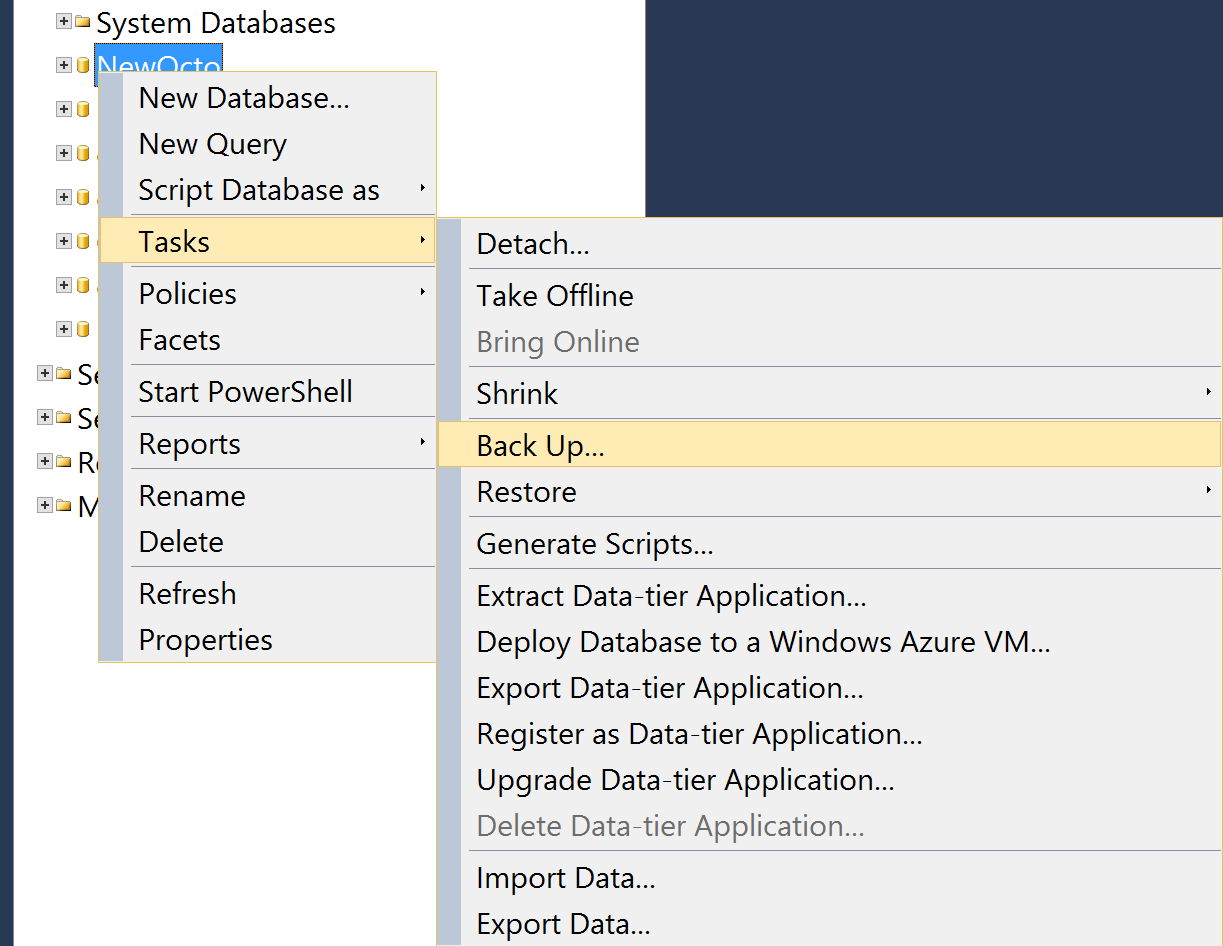 System Databases
NewOcto
New Database...
New Query
Script Database as
Tasks
Policies
Facets
Start PowerShell
Reports
Rename
Delete
Refresh
Properties
Detach...
Take Offline
Bring Online
Shrink
Back Up...
Restore
Generate Scripts...
Extract Data-tier Application...
Deploy Database to a Windows Azure VM...
Export Data-tier Application...
Register as Data-tier Application...
Upgrade Data-tier Application...
Delete Data-tier Application...
Import Data...
Export Data...